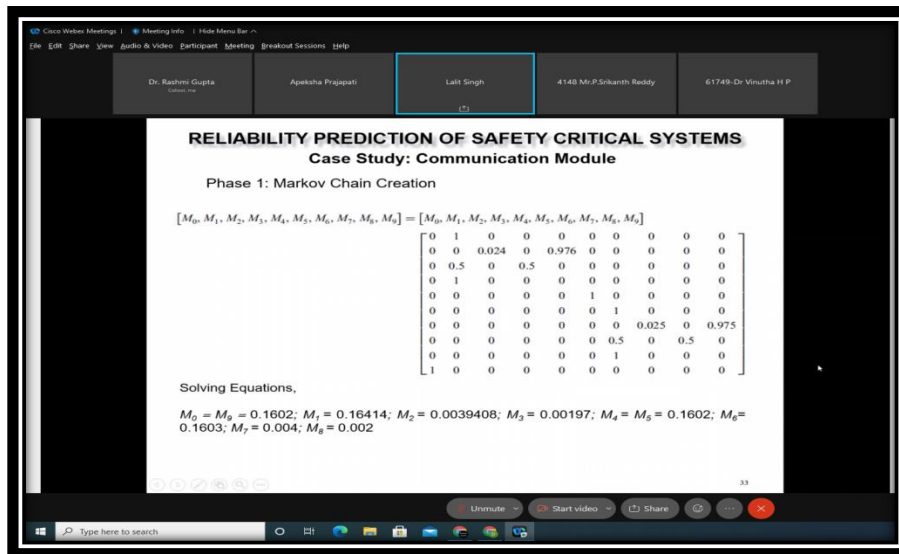 Cisco Webex Meetings | Meeting Info | Hide Menu Bar ^
File Edit Share View Audio & Video Participant Meeting Breakout Sessions Help
Dr. Rashmi Gupta Apeksha Prajapati Lalit Singh 4148 Mr.P.Srikanth Reddy 61749-Dr Vinutha H P
RELIABILITY PREDICTION OF SAFETY CRITICAL SYSTEMS
Case Study: Communication Module
Phase 1: Markov Chain Creation
[M₀, M₁, M₂, M₃, M₄, M₅, M₆, M₇, M₈, M₉] = [M₀, M₁, M₂, M₃, M₄, M₅, M₆, M₇, M₈, M₉]
0 1 0 0 0 0 0 0 0 0
0 0 0.024 0 0.976 0 0 0 0 0
0 0.5 0 0.5 0 0 0 0 0 0
0 1 0 0 0 0 0 0 0 0
0 0 0 0 0 1 0 0 0 0
0 0 0 0 0 0 1 0 0 0
0 0 0 0 0 0 0 0.025 0 0.975
0 0 0 0 0 0 0.5 0 0.5 0
0 0 0 0 0 0 1 0 0 0
1 0 0 0 0 0 0 0 0 0
Solving Equations,
M₀ = M₉ = 0.1602; M₁ = 0.16414; M₂ = 0.0039408; M₃ = 0.00197; M₄ = M₅ = 0.1602; M₆=
0.1603; M₇ = 0.004; M₈ = 0.002
33
Unmute Start video Share
Type here to search